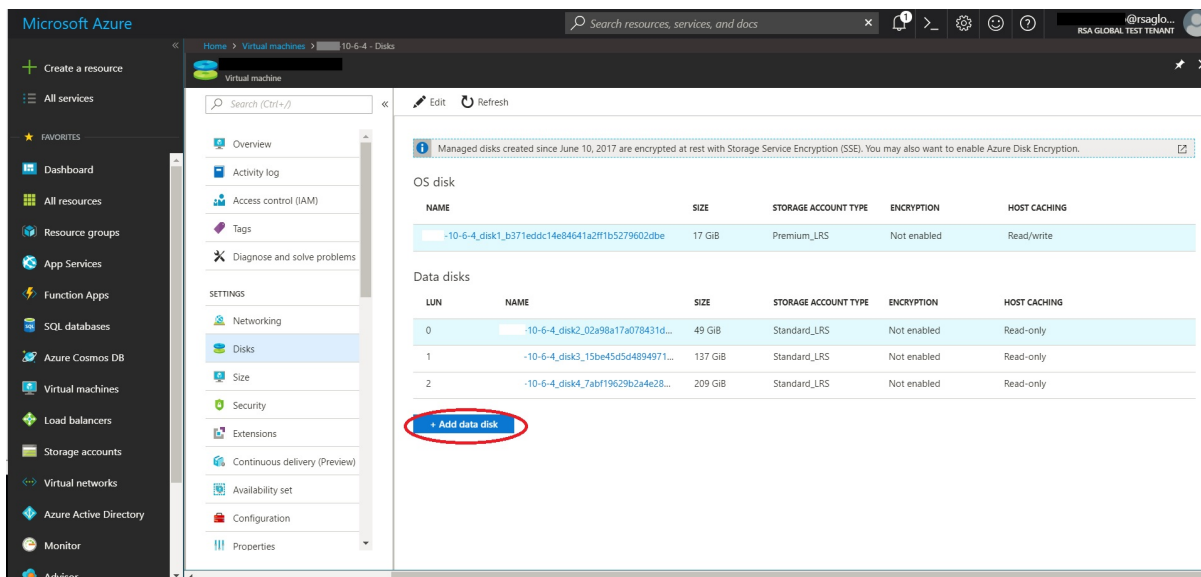 Microsoft Azure
Search resources, services, and docs
@rsaglo...
RSA GLOBAL TEST TENANT
Home > Virtual machines > 10-6-4 - Disks
Virtual machine
Create a resource
All services
FAVORITES
Dashboard
All resources
Resource groups
App Services
Function Apps
SQL databases
Azure Cosmos DB
Virtual machines
Load balancers
Storage accounts
Virtual networks
Azure Active Directory
Monitor
Advisor
Search (Ctrl+/)
Overview
Activity log
Access control (IAM)
Tags
Diagnose and solve problems
SETTINGS
Networking
Disks
Size
Security
Extensions
Continuous delivery (Preview)
Availability set
Configuration
Properties
Edit Refresh
Managed disks created since June 10, 2017 are encrypted at rest with Storage Service Encryption (SSE). You may also want to enable Azure Disk Encryption.
OS disk
NAME SIZE STORAGE ACCOUNT TYPE ENCRYPTION HOST CACHING
-10-6-4_disk1_b371eddc14e84641a2ff1b5279602dbe 17 GiB Premium_LRS Not enabled Read/write
Data disks
LUN NAME SIZE STORAGE ACCOUNT TYPE ENCRYPTION HOST CACHING
0 -10-6-4_disk2_02a98a17a078431d... 49 GiB Standard_LRS Not enabled Read-only
1 -10-6-4_disk3_15be45d5d4894971... 137 GiB Standard_LRS Not enabled Read-only
2 -10-6-4_disk4_7abf19629b2a4e28... 209 GiB Standard_LRS Not enabled Read-only
+ Add data disk